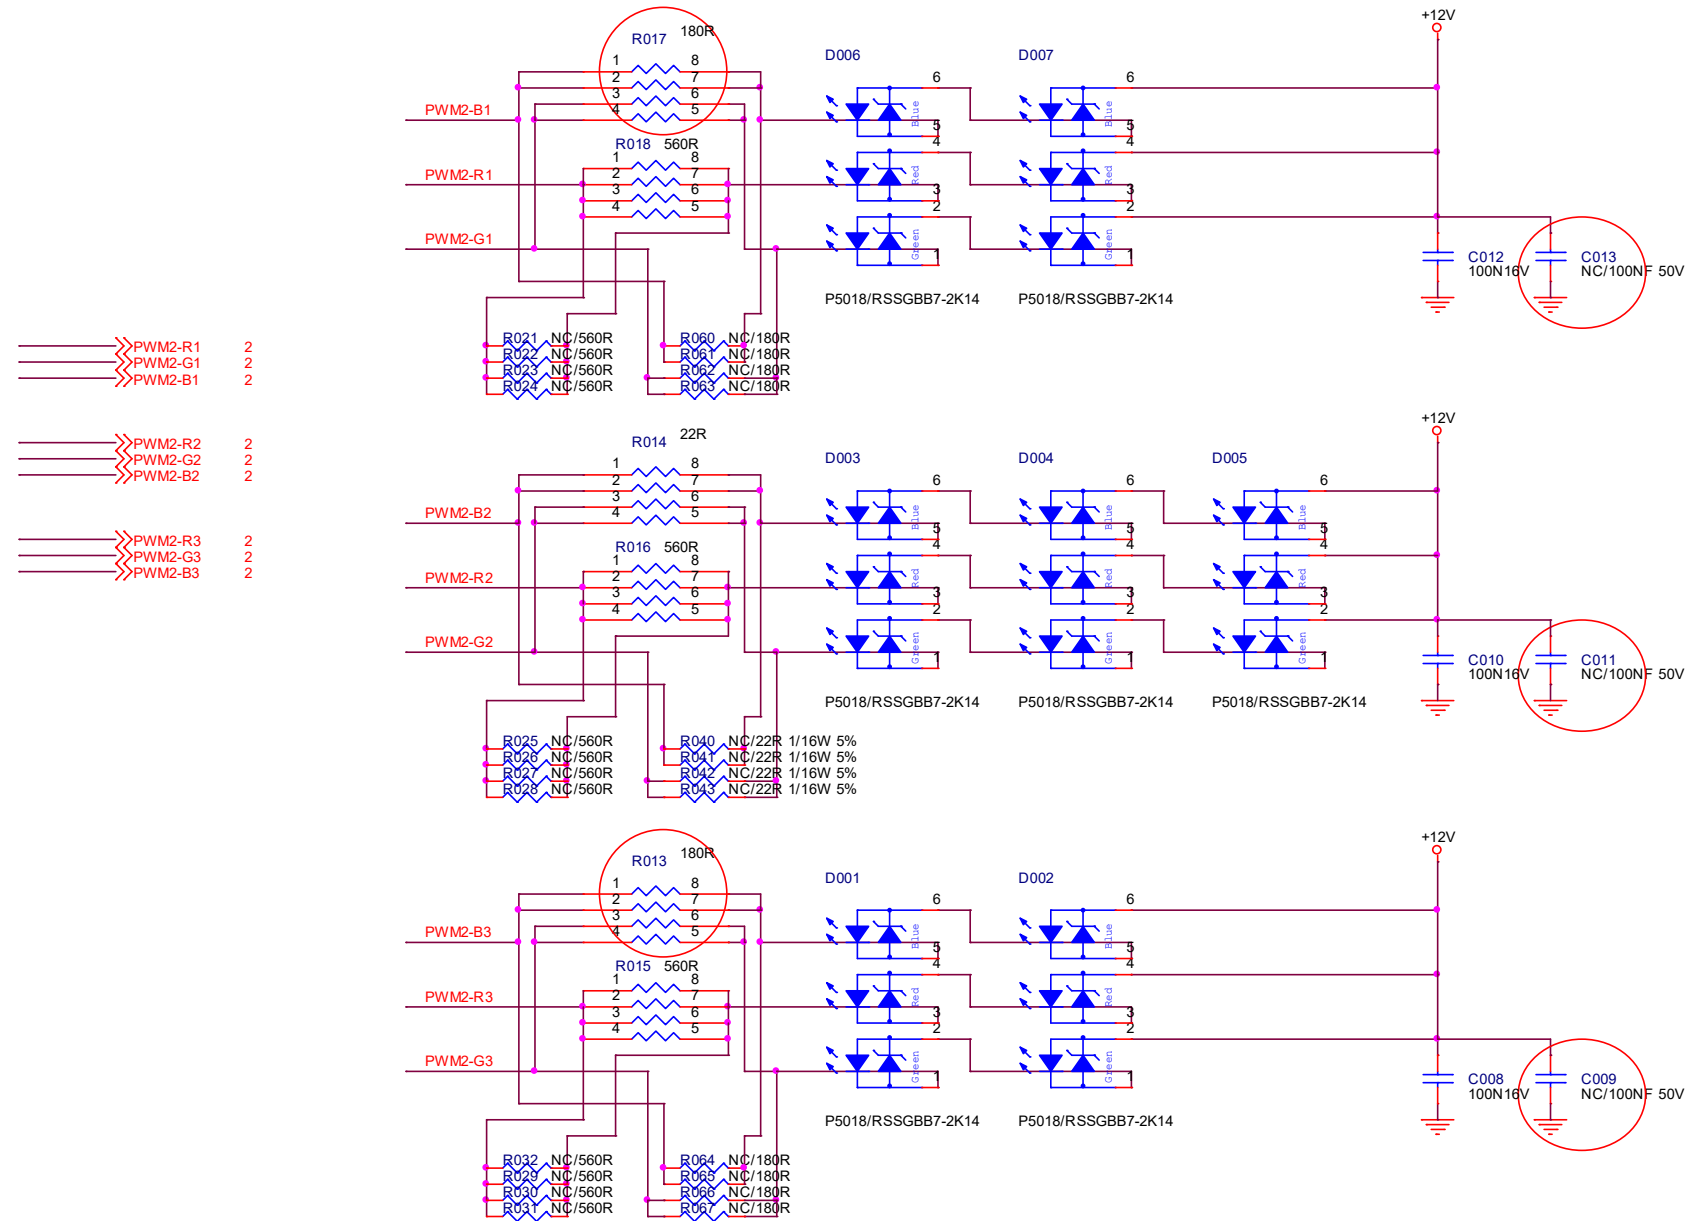 +12V
R017 180R
D006 D007
1 8
2 7
3 6
4 5
PWM2-B1
6 6
Blue Blue
5 5
R018 560R
4 4
1 8
2 7
3 6
4 5
PWM2-R1
Red Red
3 3
2 2
PWM2-G1
Green Green
1 1
C012
100N16V
C013
NC/100NF 50V
P5018/RSSGBB7-2K14 P5018/RSSGBB7-2K14
R021 NC/560R R060 NC/180R
R022 NC/560R R061 NC/180R
R023 NC/560R R062 NC/180R
R024 NC/560R R063 NC/180R
PWM2-R1 2
PWM2-G1 2
PWM2-B1 2
PWM2-R2 2
PWM2-G2 2
PWM2-B2 2
PWM2-R3 2
PWM2-G3 2
PWM2-B3 2
+12V
R014 22R
D003 D004 D005
1 8
2 7
3 6
4 5
PWM2-B2
6 6 6
Blue Blue Blue
5 5 5
R016 560R
4 4 4
1 8
2 7
3 6
4 5
PWM2-R2
Red Red Red
3 3 3
2 2 2
PWM2-G2
Green Green Green
1 1 1
C010
100N16V
C011
NC/100NF 50V
P5018/RSSGBB7-2K14 P5018/RSSGBB7-2K14 P5018/RSSGBB7-2K14
R025 NC/560R R040 NC/22R 1/16W 5%
R026 NC/560R R041 NC/22R 1/16W 5%
R027 NC/560R R042 NC/22R 1/16W 5%
R028 NC/560R R043 NC/22R 1/16W 5%
+12V
R013 180R
D001 D002
1 8
2 7
3 6
4 5
PWM2-B3
6 6
Blue Blue
5 5
R015 560R
4 4
1 8
2 7
3 6
4 5
PWM2-R3
Red Red
3 3
2 2
PWM2-G3
Green Green
1 1
C008
100N16V
C009
NC/100NF 50V
P5018/RSSGBB7-2K14 P5018/RSSGBB7-2K14
R032 NC/560R R064 NC/180R
R029 NC/560R R065 NC/180R
R030 NC/560R R066 NC/180R
R031 NC/560R R067 NC/180R